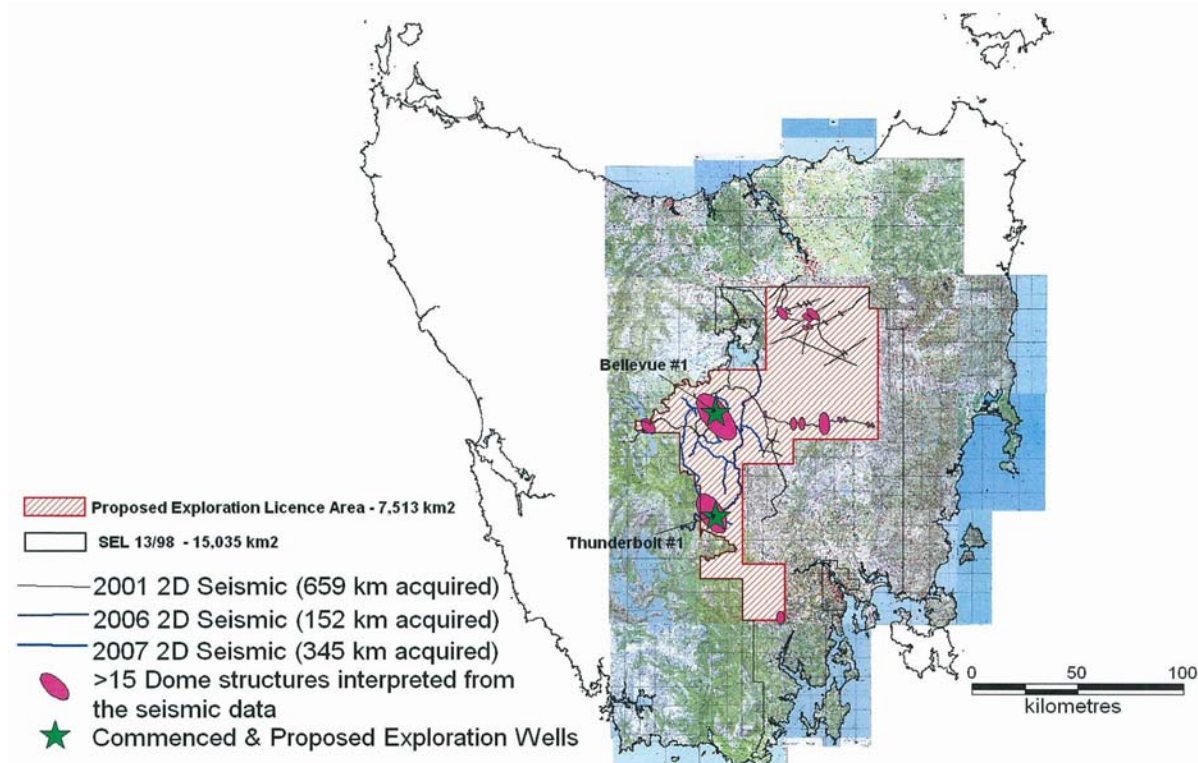 Bellevue #1
Proposed Exploration Licence Area - 7,513 km2
SEL 13/98 - 15,035 km2
Thunderbolt #1
2001 2D Seismic (659 km acquired)
2006 2D Seismic (152 km acquired)
2007 2D Seismic (345 km acquired)
>15 Dome structures interpreted from
the seismic data
Commenced & Proposed Exploration Wells
0 50 100
kilometres